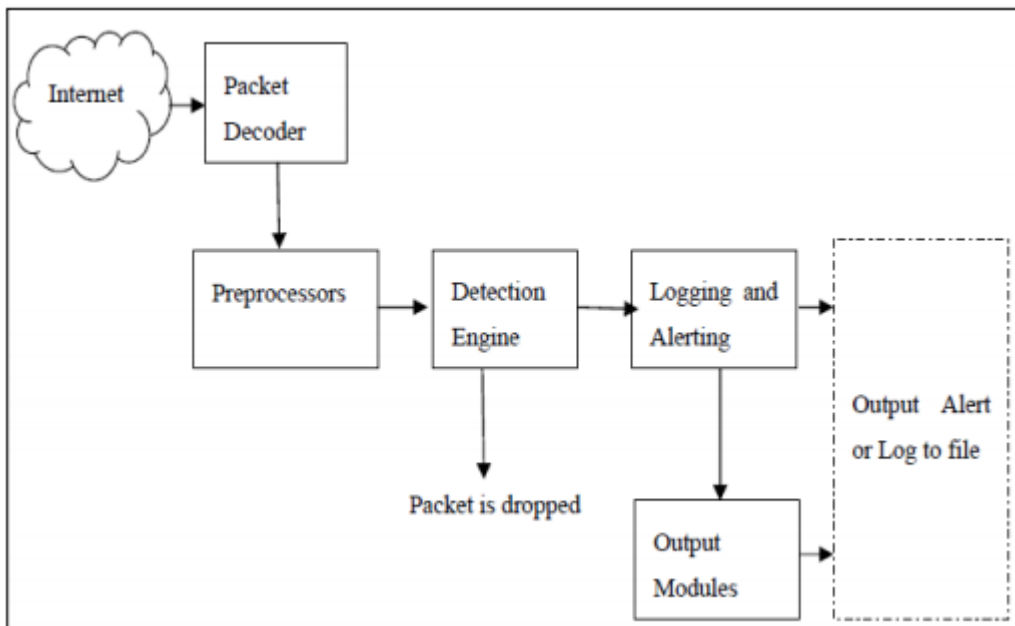 Internet
Packet
Decoder
Preprocessors
Detection
Engine
Logging and
Alerting
Packet is dropped
Output Modules
Output Alert
or Log to file